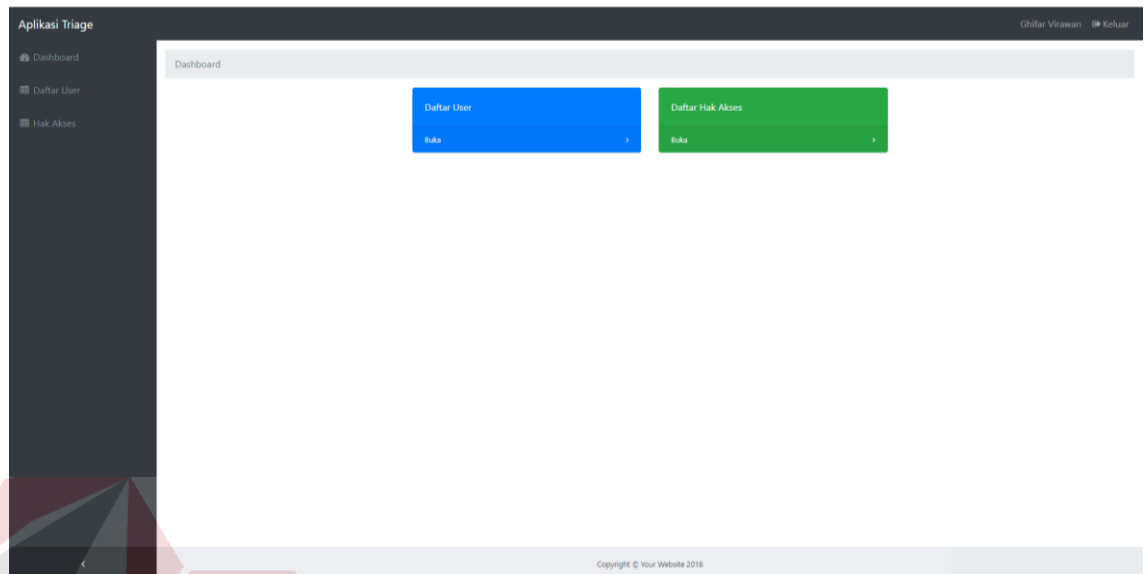 Aplikasi Triage
Ghifar Virawan Keluar
Dashboard
Daftar User
Hak Akses
Dashboard
Daftar User
Buka
Daftar Hak Akses
Buka
Copyright © Your Website 2018